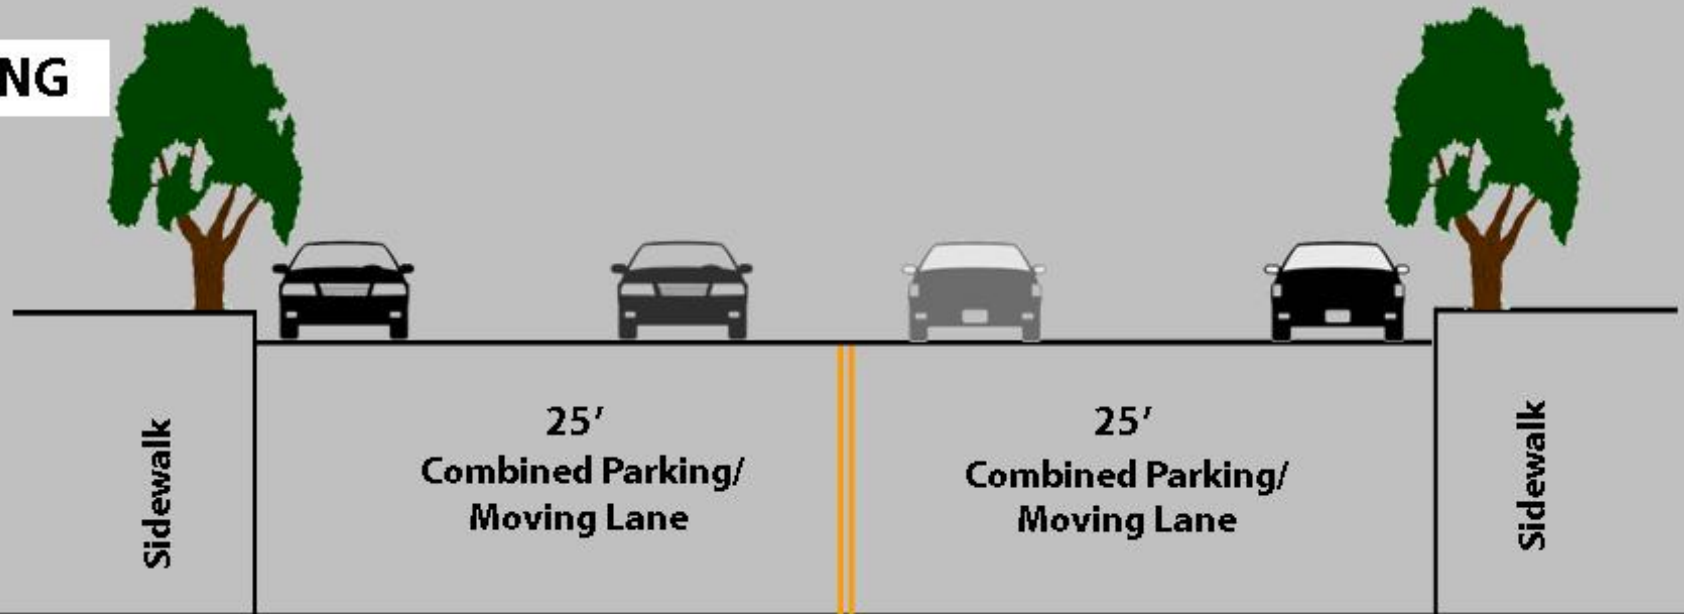 NG
25′
Combined Parking/
Moving Lane
25′
Combined Parking/
Moving Lane
Sidewalk
Sidewalk